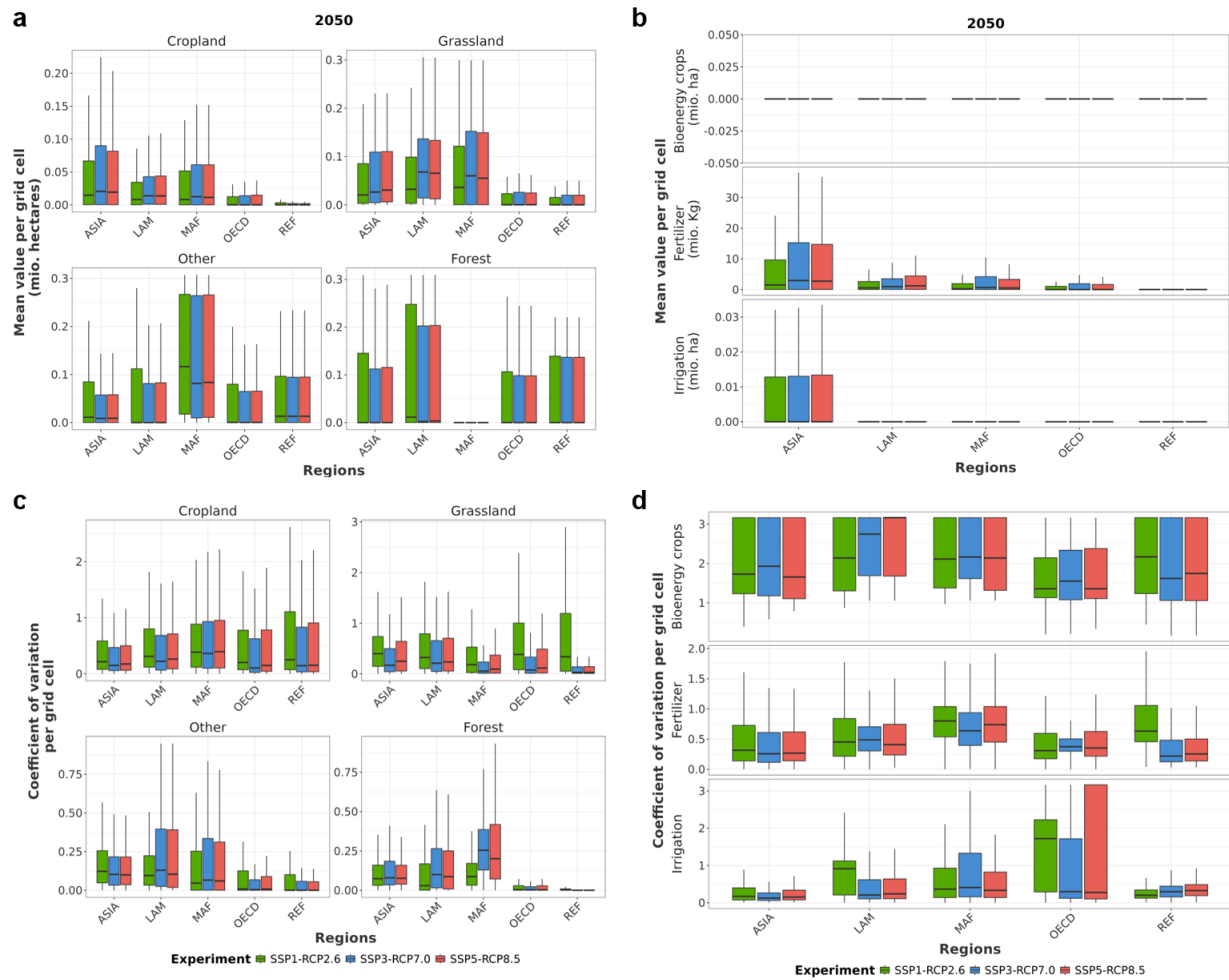 a
2050
Cropland
Grassland
Mean value per grid cell
(mio. hectares)
0.20
0.15
0.10
0.05
0.00
0.3
0.2
0.1
0.0
ASIA
LAM
MAF
OECD
REF
ASIA
LAM
MAF
OECD
REF
Other
Forest
0.3
0.2
0.1
0.0
0.3
0.2
0.1
0.0
ASIA
LAM
MAF
OECD
REF
ASIA
LAM
MAF
OECD
REF
Regions
b
2050
Mean value per grid cell
Bioenergy crops
(mio. ha)
0.050
0.025
0.000
-0.025
-0.050
Fertilizer
(mio. Kg)
30
20
10
0
Irrigation
(mio. ha)
0.03
0.02
0.01
0.00
ASIA
LAM
MAF
OECD
REF
Regions
c
Cropland
Grassland
Coefficient of variation
per grid cell
2
1
0
3
2
1
0
ASIA
LAM
MAF
OECD
REF
ASIA
LAM
MAF
OECD
REF
Other
Forest
0.75
0.50
0.25
0.00
0.75
0.50
0.25
0.00
ASIA
LAM
MAF
OECD
REF
ASIA
LAM
MAF
OECD
REF
Regions
Experiment SSP1-RCP2.6 SSP3-RCP7.0 SSP5-RCP8.5
d
Coefficient of variation per grid cell
Bioenergy crops
3
2
1
Fertilizer
2.0
1.5
1.0
0.5
0.0
Irrigation
3
2
1
0
ASIA
LAM
MAF
OECD
REF
Regions
Experiment SSP1-RCP2.6 SSP3-RCP7.0 SSP5-RCP8.5